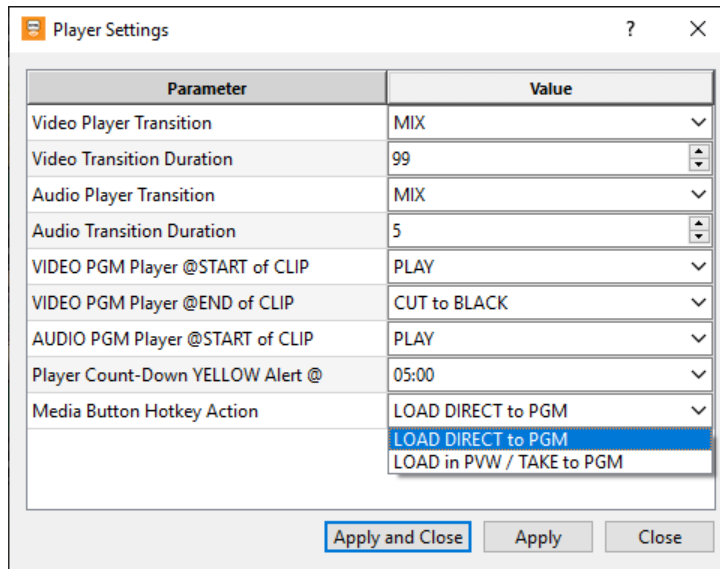 Player Settings
?
Parameter Value
Video Player Transition MIX
Video Transition Duration 99
Audio Player Transition MIX
Audio Transition Duration 5
VIDEO PGM Player @START of CLIP PLAY
VIDEO PGM Player @END of CLIP CUT to BLACK
AUDIO PGM Player @START of CLIP PLAY
Player Count-Down YELLOW Alert @ 05:00
Media Button Hotkey Action LOAD DIRECT to PGM
LOAD DIRECT to PGM
LOAD in PVW / TAKE to PGM
Apply and Close Apply Close